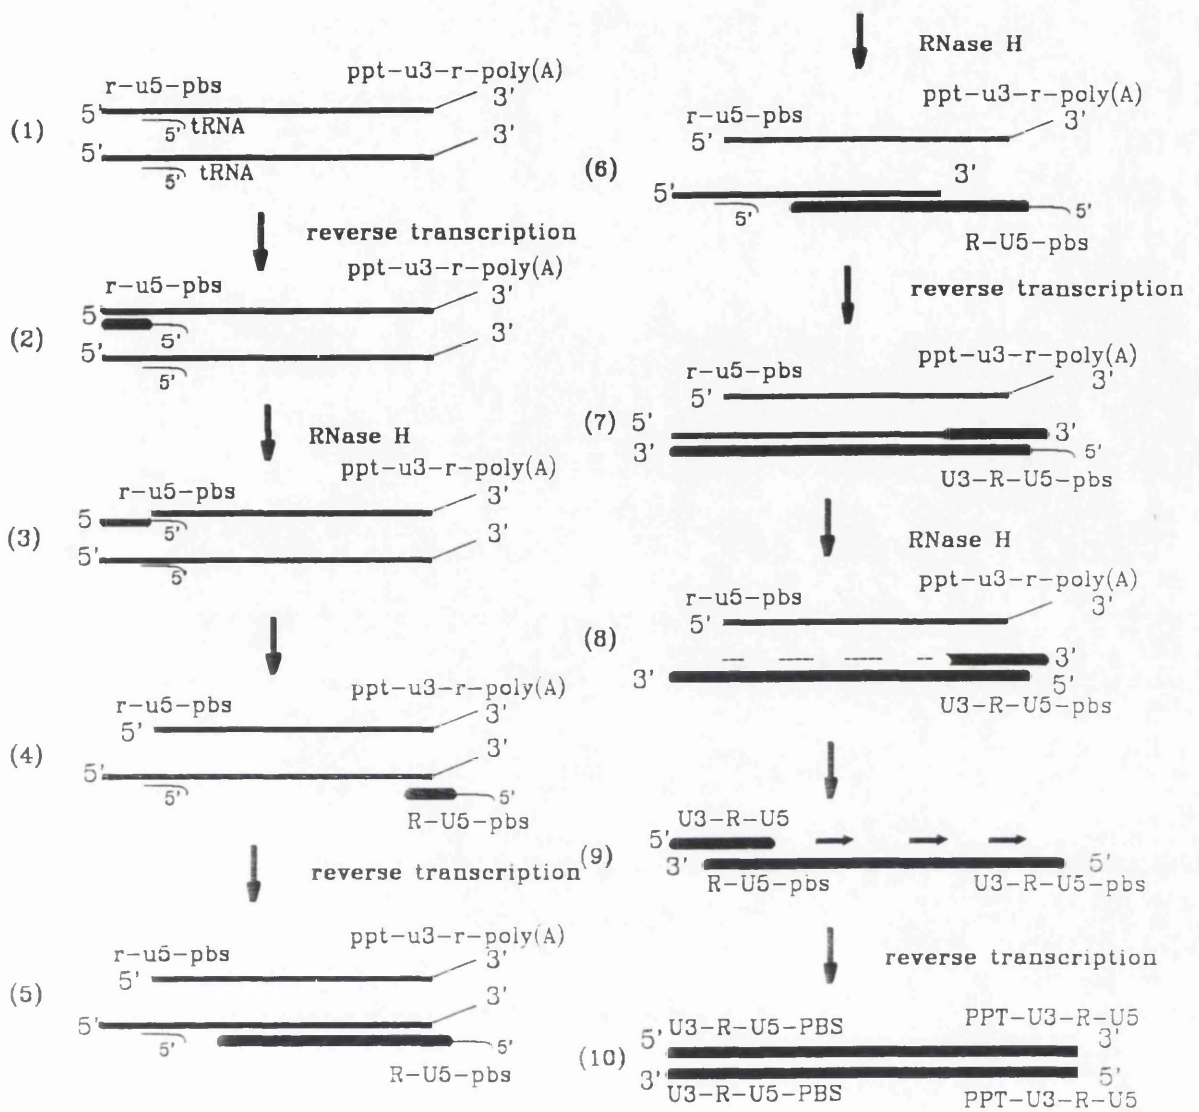 r-u5-pbs
ppt-u3-r-poly(A)
3'
(1)
5'
5' tRNA
3'
5'
5' tRNA
reverse transcription
ppt-u3-r-poly(A)
r-u5-pbs
3'
5'
(2)
5'
3'
5'
5'
RNase H
ppt-u3-r-poly(A)
r-u5-pbs
3'
5
5'
(3)
3'
5'
5'
ppt-u3-r-poly(A)
r-u5-pbs
3'
5'
(4)
3'
5'
5'
5'
R-U5-pbs
reverse transcription
ppt-u3-r-poly(A)
r-u5-pbs
3'
5'
(5)
3'
5'
5'
5'
R-U5-pbs
RNase H
ppt-u3-r-poly(A)
r-u5-pbs
3'
5'
(6)
3'
5'
5'
5'
R-U5-pbs
reverse transcription
ppt-u3-r-poly(A)
r-u5-pbs
3'
5'
(7)
5'
3'
3'
5'
U3-R-U5-pbs
RNase H
ppt-u3-r-poly(A)
r-u5-pbs
3'
5'
(8)
3'
3'
5'
U3-R-U5-pbs
U3-R-U5
5'
(9)
3'
5'
R-U5-pbs
U3-R-U5-pbs
reverse transcription
5' U3-R-U5-PBS
PPT-U3-R-U5
3'
(10)
3'
5'
U3-R-U5-PBS
PPT-U3-R-U5